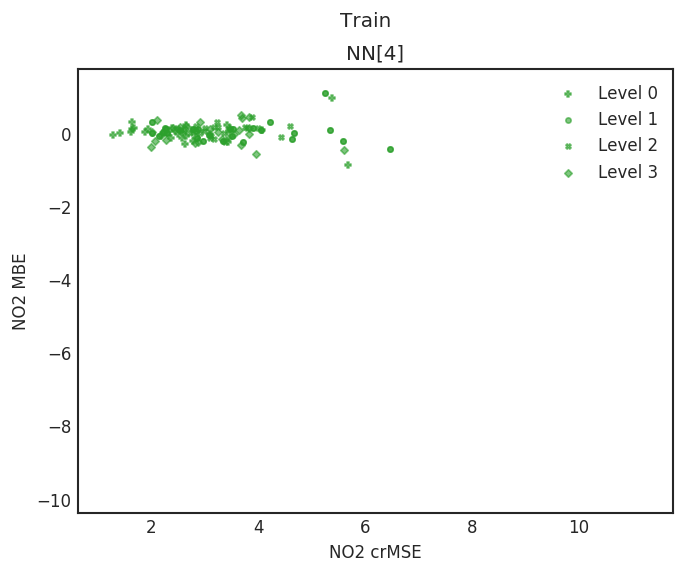 Train
NN[4]
Level 0
Level 1
Level 2
Level 3
NO2 MBE
0
−2
−4
−6
−8
−10
2 4 6 8 10
NO2 crMSE